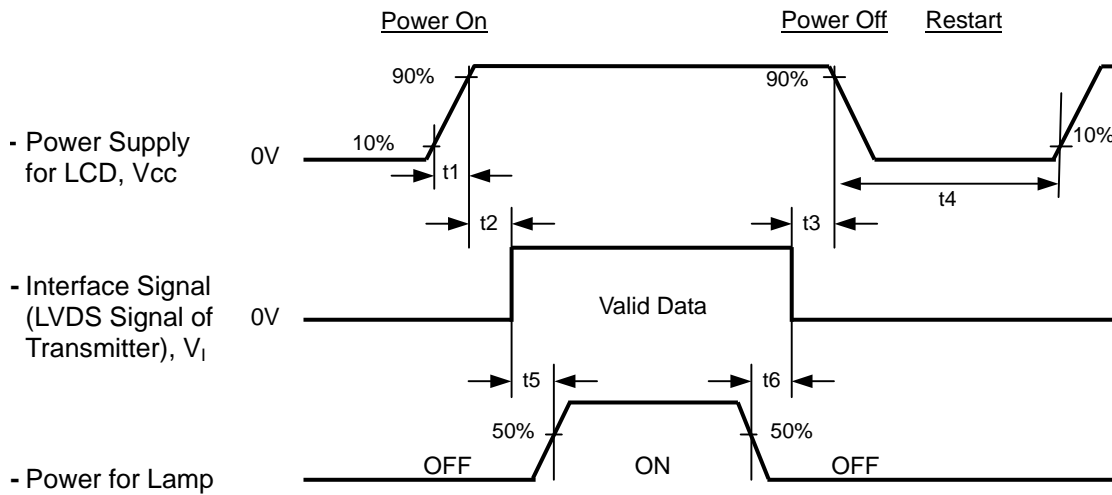 Power On
Power Off
Restart
90%
90%
- Power Supply
for LCD, Vcc
0V
10%
10%
t1
t4
t2
t3
- Interface Signal
(LVDS Signal of
Transmitter), VI
0V
Valid Data
t5
t6
50%
50%
- Power for Lamp
OFF
ON
OFF